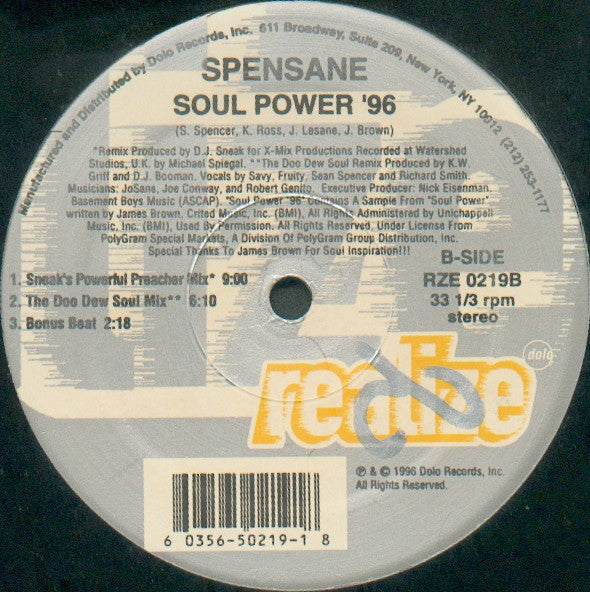 Manufactured and Distributed by Dolo Records, Inc. 611 Broadway, Suite 209, New York, NY 10012 (212) 253-1177
SPENSANE
SOUL POWER '96
(S. Spencer, K. Ross, J. Lesane, J. Brown)
*Remix Produced by D.J. Sneak for X-Mix Productions Recorded at Watershed
Studios, U.K. by Michael Spiegal. **The Doo Dew Soul Remix Produced by K.W.
Griff and D.J. Booman. Vocals by Savy, Fruity, Sean Spencer and Richard Smith.
Musicians: JoSane, Joe Conway, and Robert Genito. Executive Producer: Nick Eisenman.
Basement Boys Music (ASCAP). "Soul Power '96" Contains A Sample From "Soul Power"
written by James Brown, Crited Music, Inc. (BMI), All Rights Administered by Unichappell
Music, Inc. (BMI), Used By Permission. All Rights Reserved. Under License From
PolyGram Special Markets, A Division Of PolyGram Group Distribution, Inc.
Special Thanks To James Brown For Soul Inspiration!!!
B-SIDE
1. Sneak's Powerful Preacher Mix* 9:00
RZE 0219B
2. The Doo Dew Soul Mix** 6:10
33 1/3 rpm
3. Bonus Beat 2:18
stereo
dolo
realize
℗ & © 1996 Dolo Records, Inc.
All Rights Reserved.
6 0356-50219-1 8